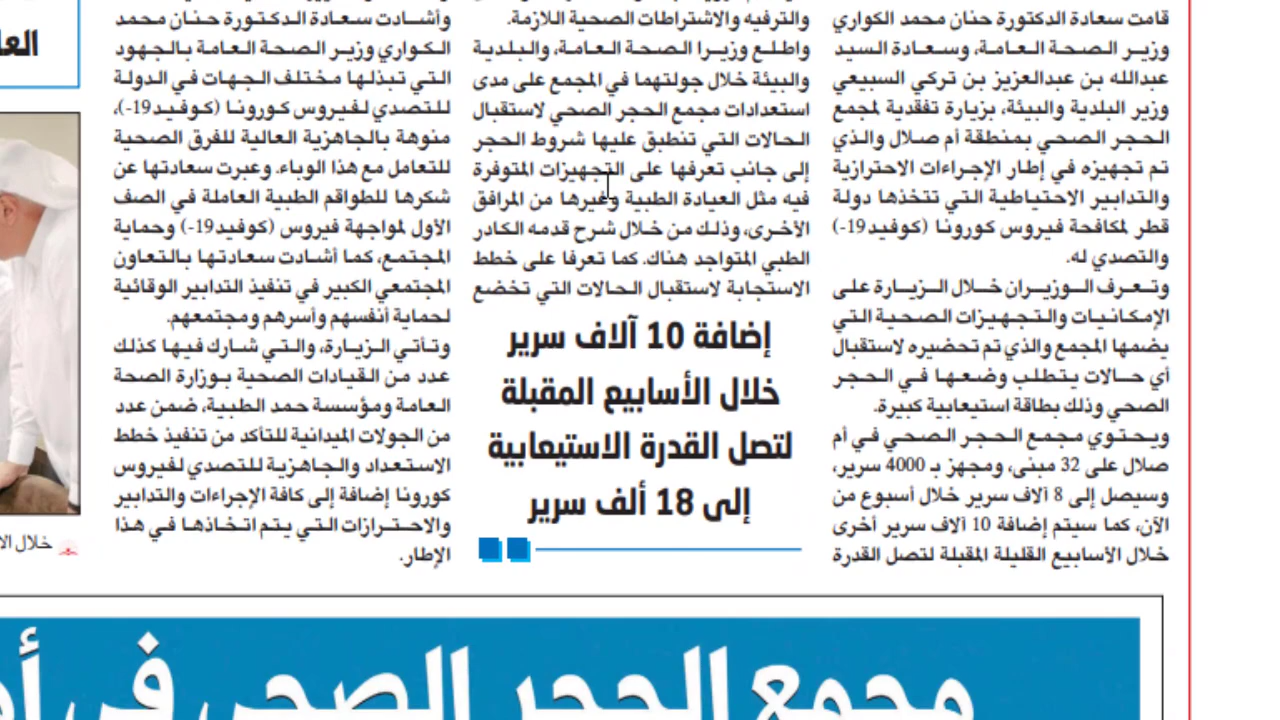 قامت سعادة الدكتورة حنان محمد الكواري
وزير الصحة العامة، وسعادة السيد
عبدالله بن عبدالعزيز بن تركي السبيعي
وزير البلدية والبيئة، بزيارة تفقدية لمجمع
الحجر الصحي بمنطقة أم صلال والذي
تم تجهيزه في إطار الإجراءات الاحترازية
والتدابير الاحتياطية التي تتخذها دولة
قطر لمكافحة فيروس كورونا (كوفيد19-)
والتصدي له.
وتعرف الوزيران خلال الزيارة على
الإمكانيات والتجهيزات الصحية التي
يضمها المجمع والذي تم تحضيره لاستقبال
أي حالات يتطلب وضعها في الحجر
الصحي وذلك بطاقة استيعابية كبيرة.
ويحتوي مجمع الحجر الصحي في أم
صلال على 32 مبنى، ومجهز بـ 4000 سرير،
وسيصل إلى 8 آلاف سرير خلال أسبوع من
الآن، كما سيتم إضافة 10 آلاف سرير أخرى
خلال الأسابيع القليلة المقبلة لتصل القدرة
والترفيه والاشتراطات الصحية اللازمة.
واطلع وزيرا الصحة العامة، والبلدية
والبيئة خلال جولتهما في المجمع على مدى
استعدادات مجمع الحجر الصحي لاستقبال
الحالات التي تنطبق عليها شروط الحجر
إلى جانب تعرفها على التجهيزات المتوفرة
فيه مثل العيادة الطبية وغيرها من المرافق
الأخرى، وذلك من خلال شرح قدمه الكادر
الطبي المتواجد هناك. كما تعرفا على خطط
الاستجابة لاستقبال الحالات التي تخضع
إضافة 10 آلاف سرير
خلال الأسابيع المقبلة
لتصل القدرة الاستيعابية
إلى 18 ألف سرير
وأشادت سعادة الدكتورة حنان محمد
الكواري وزير الصحة العامة بالجهود
التي تبذلها مختلف الجهات في الدولة
للتصدي لفيروس كورونا (كوفيد19-)،
منوهة بالجاهزية العالية للفرق الصحية
للتعامل مع هذا الوباء. وعبرت سعادتها عن
شكرها للطواقم الطبية العاملة في الصف
الأول لمواجهة فيروس (كوفيد19-) وحماية
المجتمع، كما أشادت سعادتها بالتعاون
المجتمعي الكبير في تنفيذ التدابير الوقائية
لحماية أنفسهم وأسرهم ومجتمعهم.
وتأتي الزيارة، والتي شارك فيها كذلك
عدد من القيادات الصحية بوزارة الصحة
العامة ومؤسسة حمد الطبية، ضمن عدد
من الجولات الميدانية للتأكد من تنفيذ خطط
الاستعداد والجاهزية للتصدي لفيروس
كورونا إضافة إلى كافة الإجراءات والتدابير
والاحترازات التي يتم اتخاذها في هذا
الإطار.
خلال
مجمع الحجر الصحي في